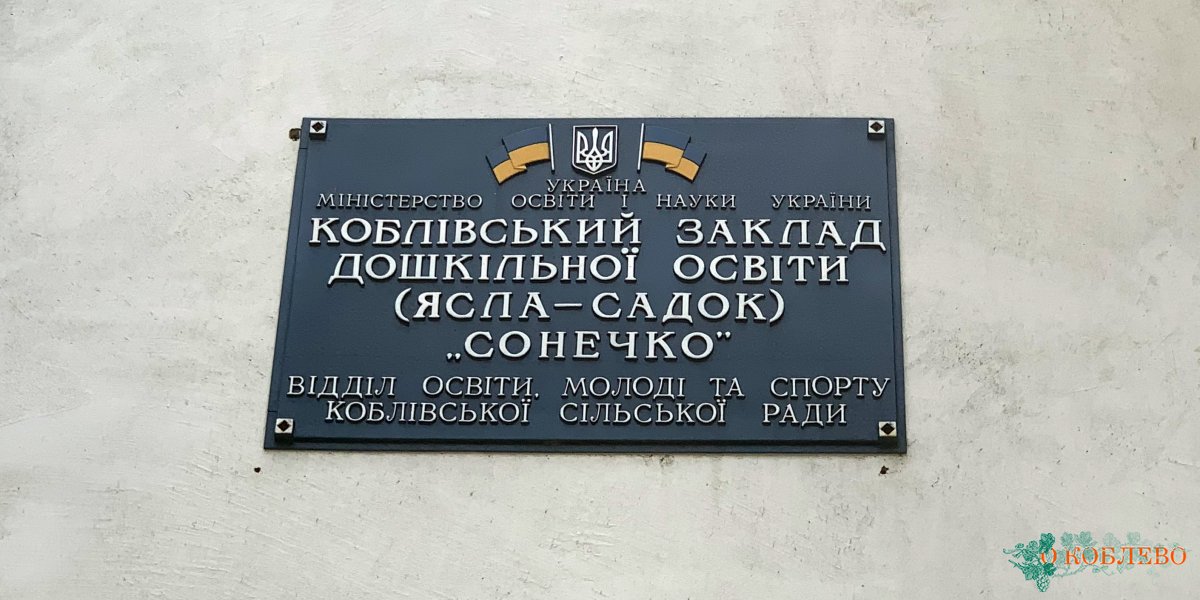 УКРАЇНА
МІНІСТЕРСТВО ОСВІТИ І НАУКИ УКРАЇНИ
КОБЛІВСЬКИЙ ЗАКЛАД
ДОШКІЛЬНОЇ ОСВІТИ
(ЯСЛА–САДОК)
„СОНЕЧКО”
ВІДДІЛ ОСВІТИ, МОЛОДІ ТА СПОРТУ
КОБЛІВСЬКОЇ СІЛЬСЬКОЇ РАДИ
О КОБЛЕВО